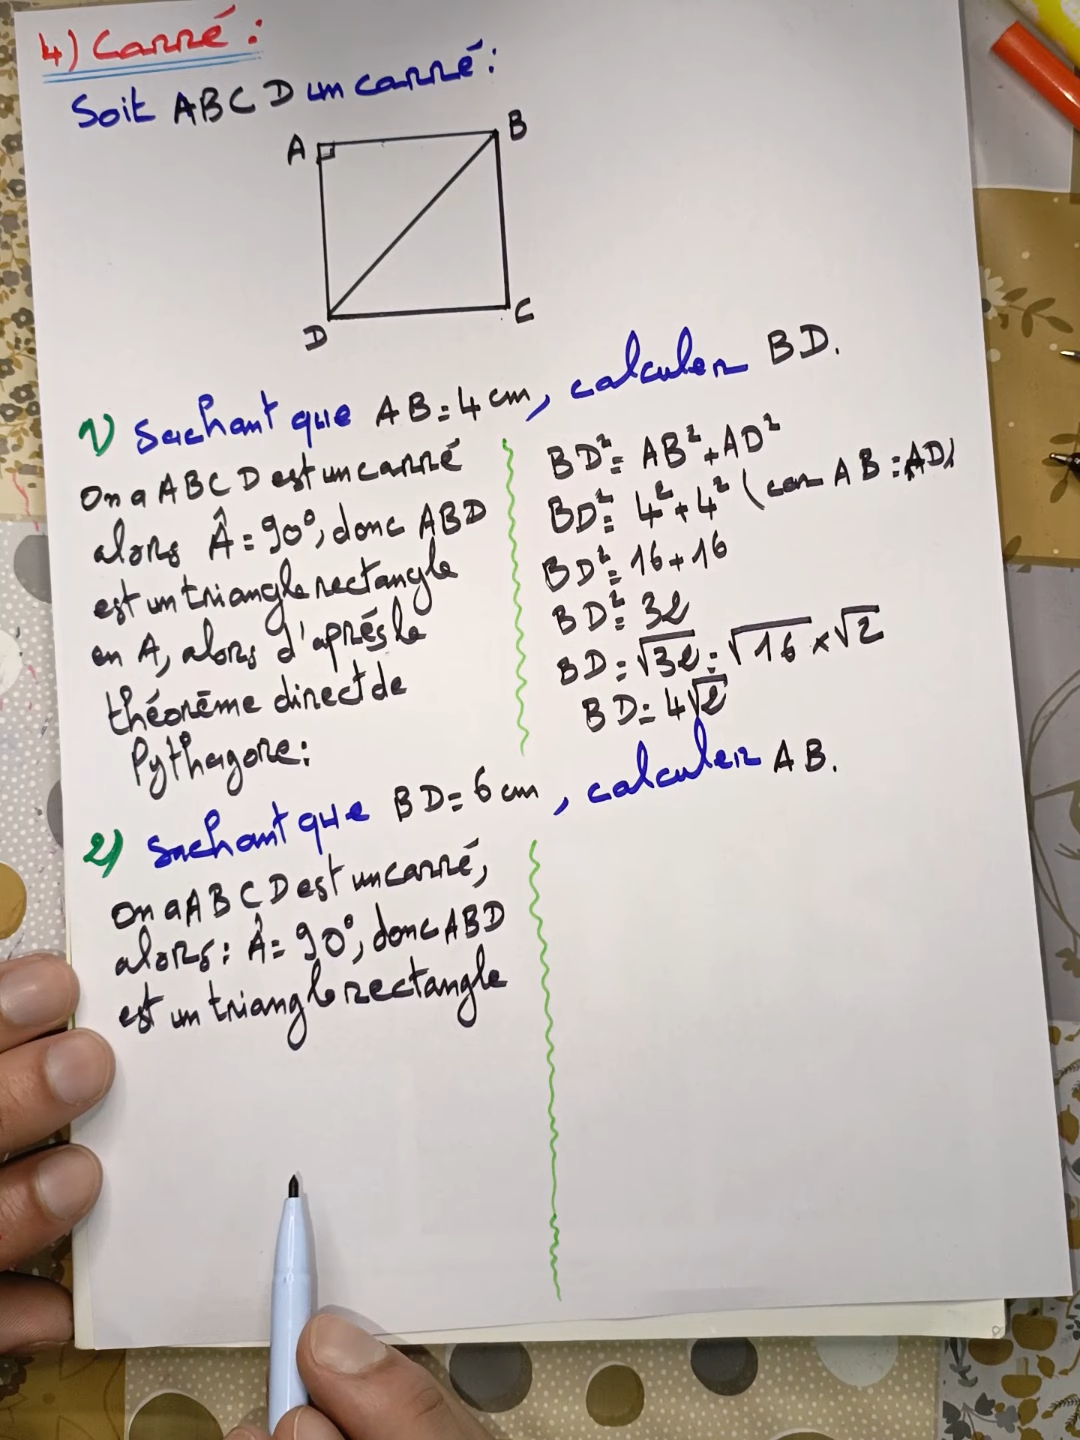 4) Carré :
Soit ABCD un carré :
A
B
D
C
1) Sachant que AB = 4 cm, calculer BD.
On a ABCD est un carré
alors Â = 90°, donc ABD
est un triangle rectangle
en A, alors d'aprés le
théorème direct de
Pythagore :
BD² = AB² + AD²
BD² = 4² + 4² (car AB = AD)
BD² = 16 + 16
BD² = 32
BD = √32 = √16 × √2
BD = 4√2
2) Sachant que BD = 6 cm, calculer AB.
On a ABCD est un carré,
alors : Â = 90°, donc ABD
est un triangle rectangle